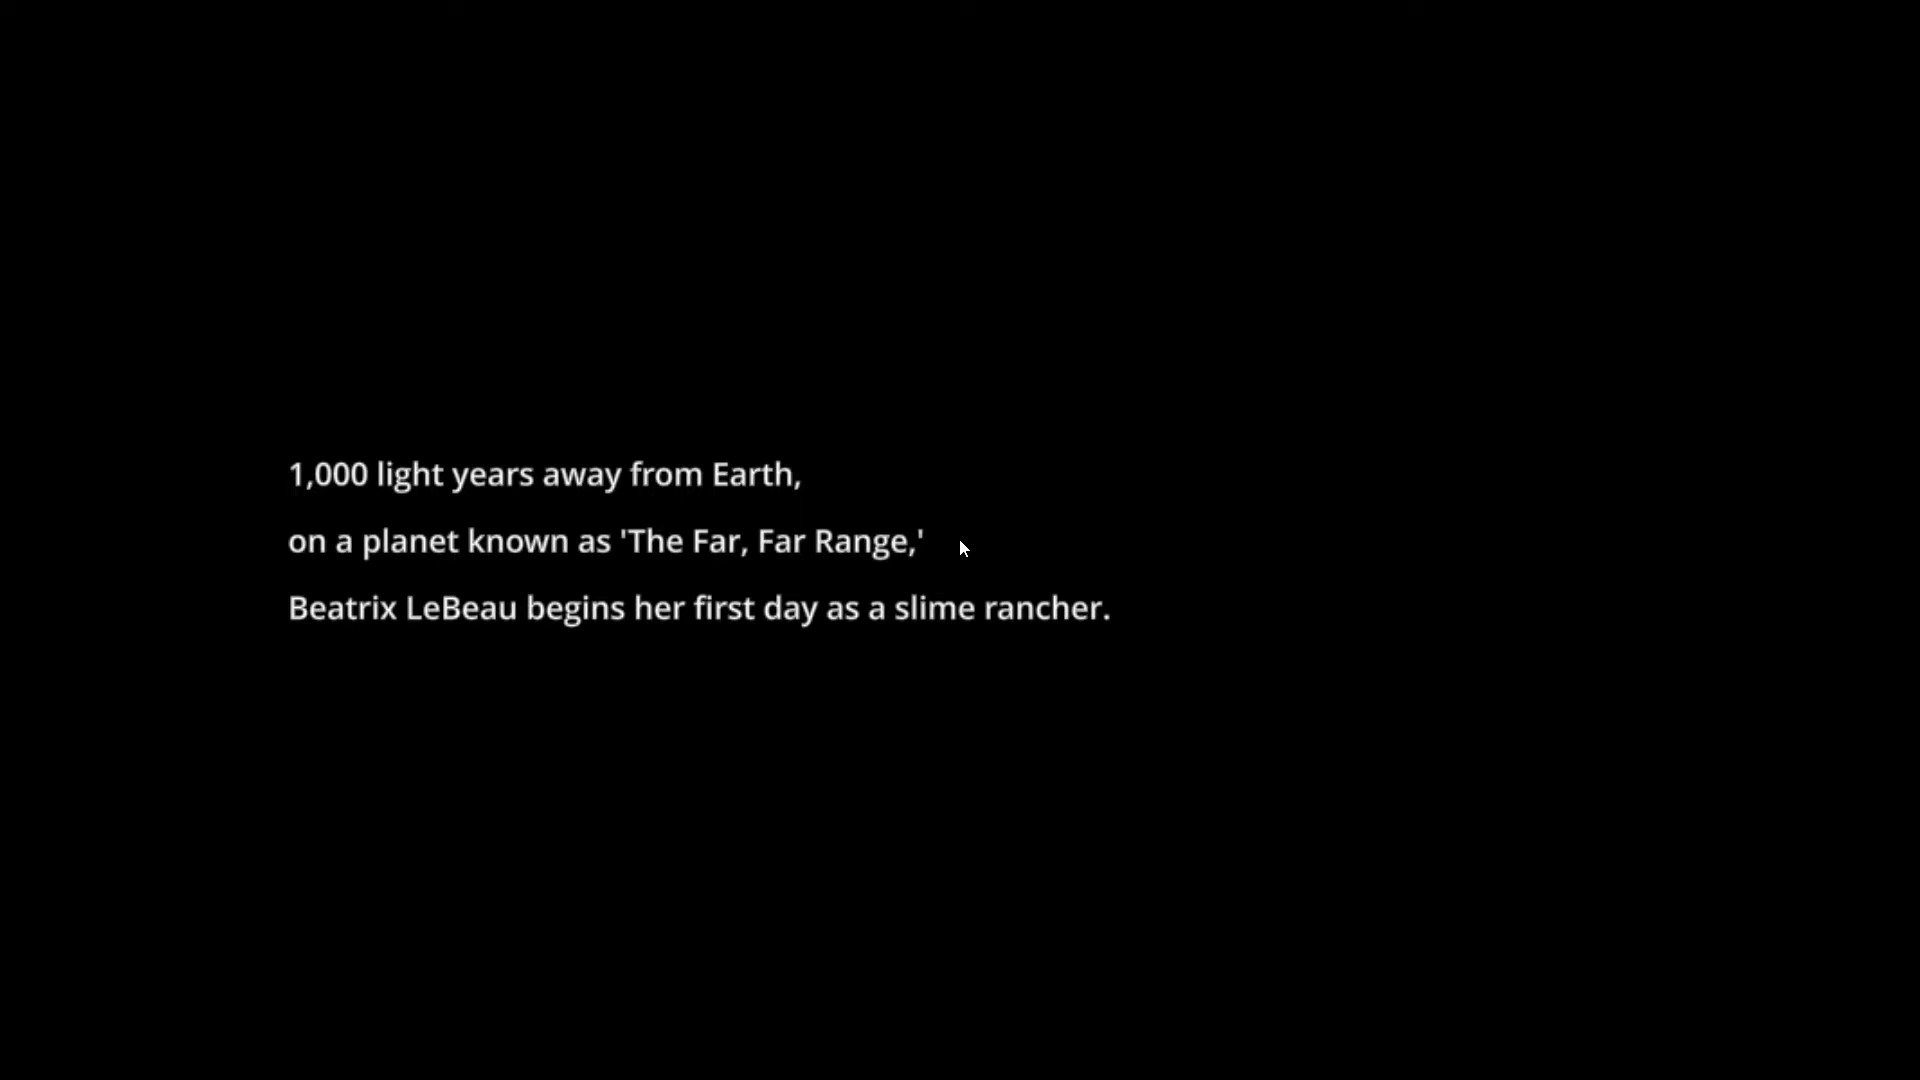 1,000 light years away from Earth,
on a planet known as 'The Far, Far Range,'
Beatrix LeBeau begins her first day as a slime rancher.